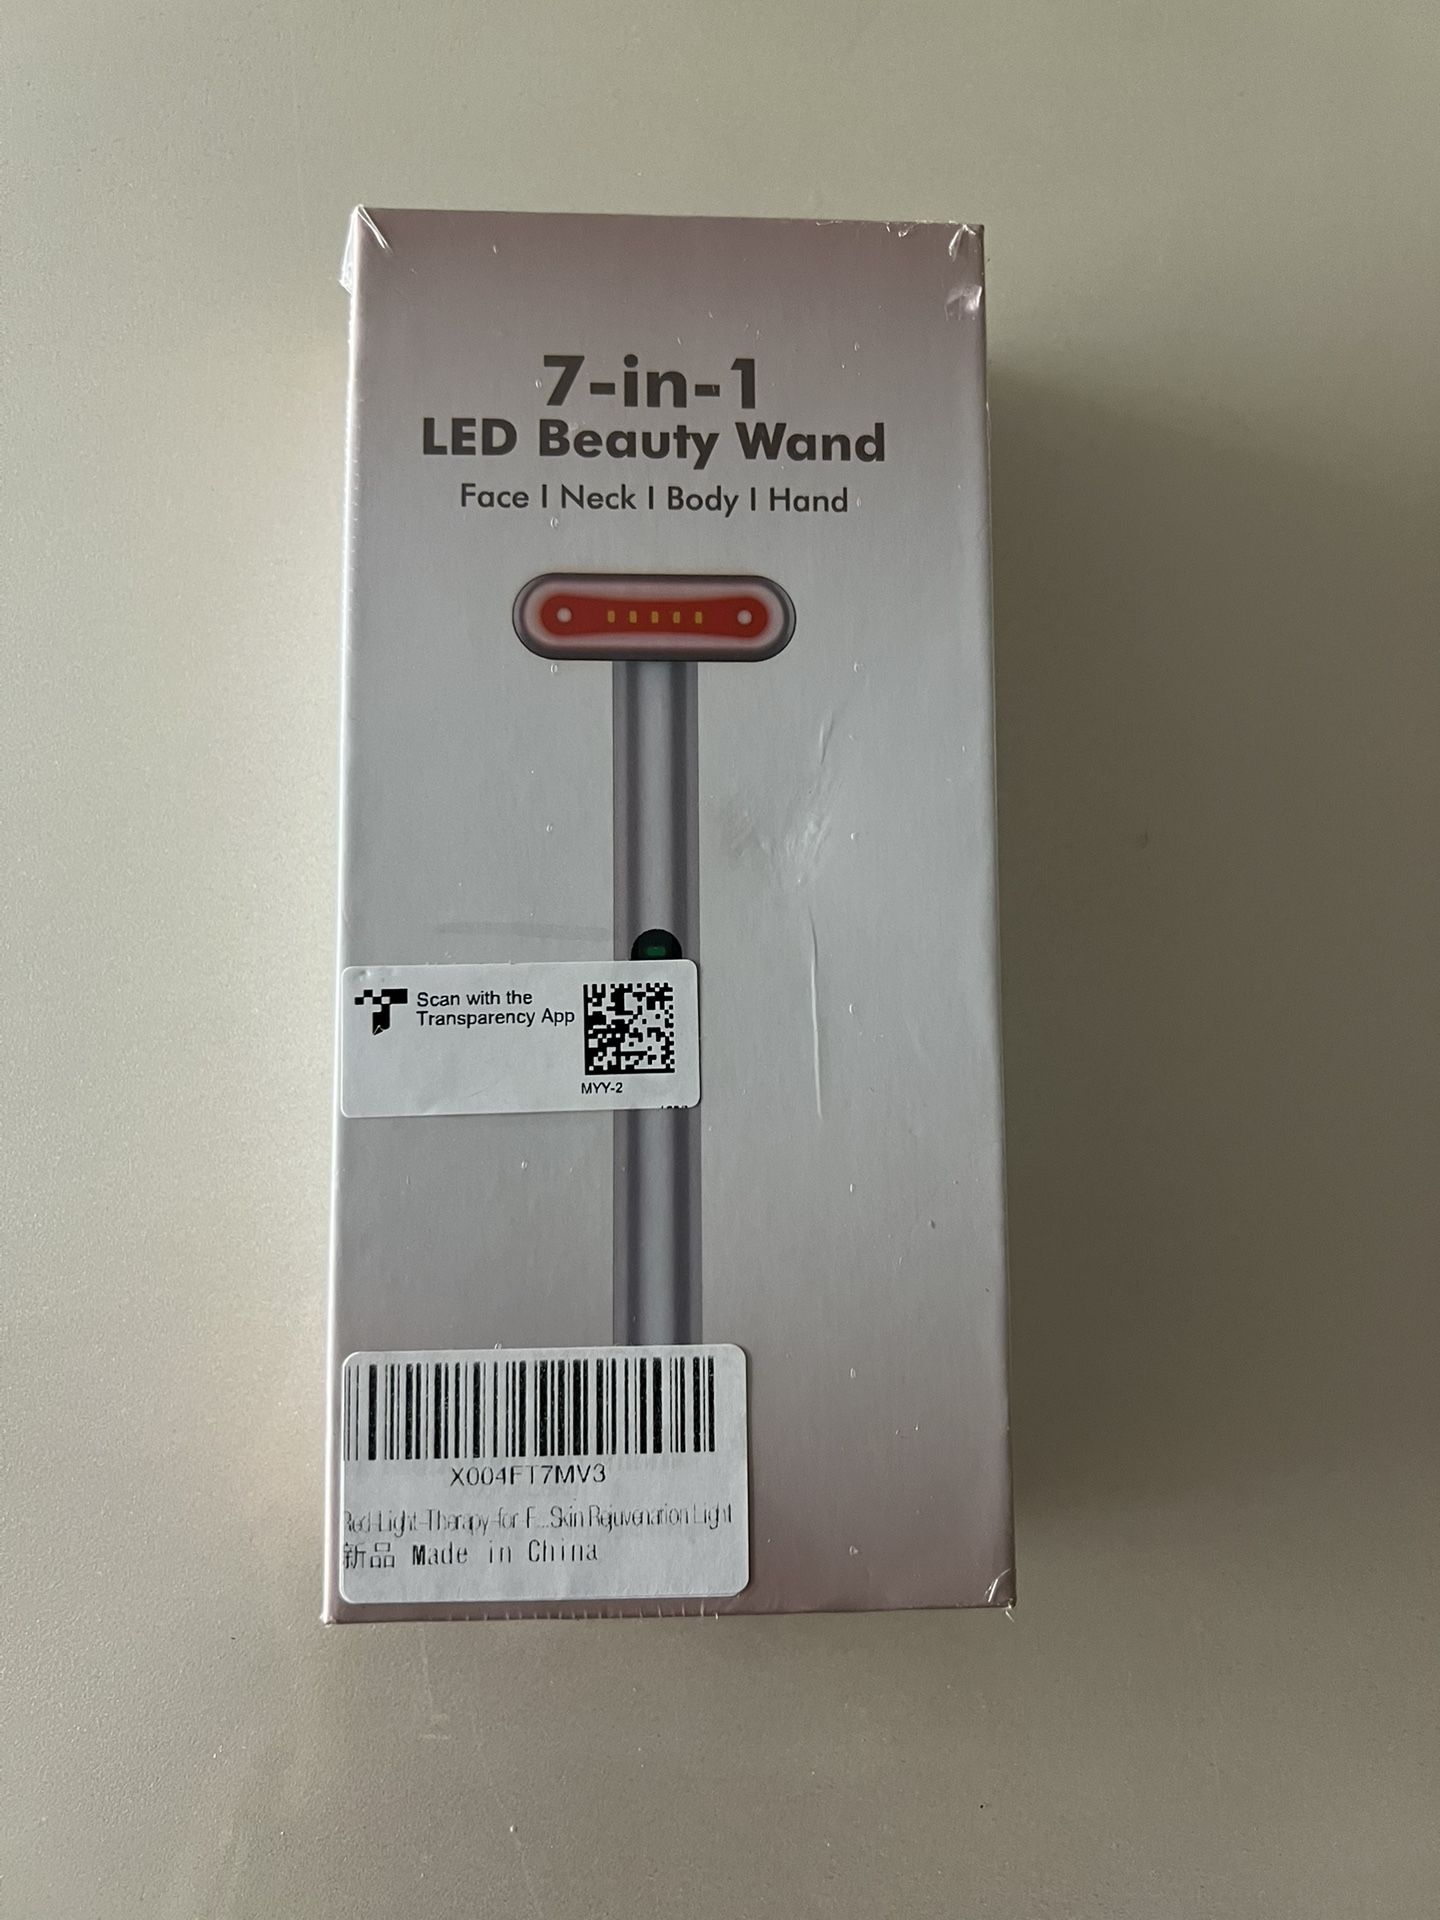 7-in-1
LED Beauty Wand
Face | Neck | Body | Hand
Scan with the
Transparency App
MYY-2
X004FT7MV3
Red-Light-Therapy-for-F...Skin Rejuvenation Light
新品 Made in China